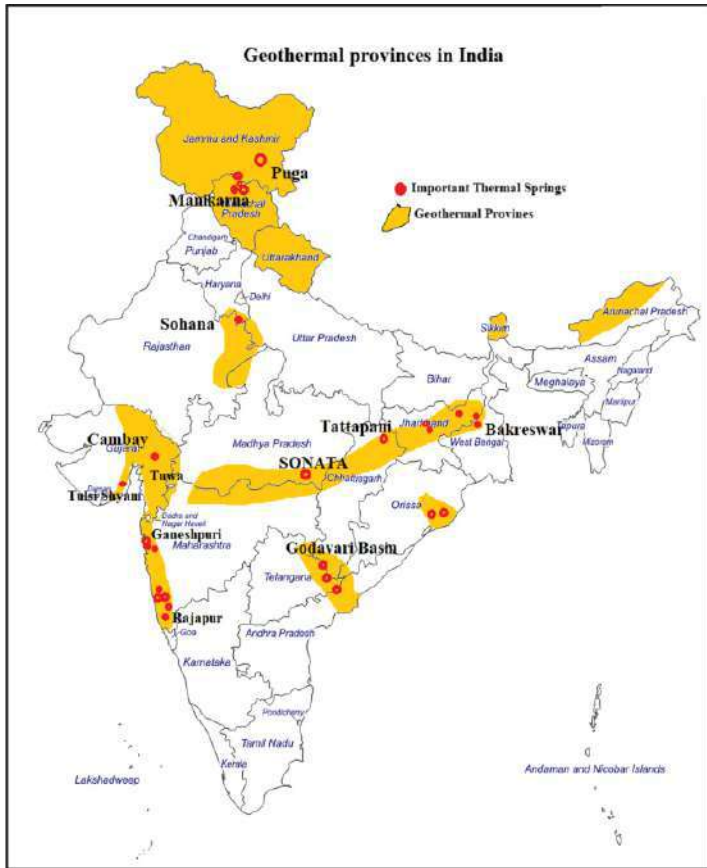 Geothermal provinces in India
Jammu and Kashmir
Puga
Important Thermal Springs
Geothermal Provines
Pradesh
Chandigarh
Punjab
Uttarakhand
Haryana
Delhi
Sohana
Rajasthan
Uttar Pradesh
Sikkim
Arunachal Pradesh
Assam
Nagaland
Meghalaya
Manipur
Bihar
Tripura
Mizoram
Tattapani
Jharkhand
Bakreswar
West Bengal
Cambay
Gujarat
Madhya Pradesh
SONATA
Chhattisgarh
Tuwa
Tulsi Shyam
Orissa
Dadra and
Nagar Haveli
Ganeshpuri
Maharashtra
Godavari Basin
Telangana
Rajapur
Goa
Andhra Pradesh
Karnataka
Pondicherry
Tamil Nadu
Kerala
Lakshadweep
Andaman and Nicobar Islands